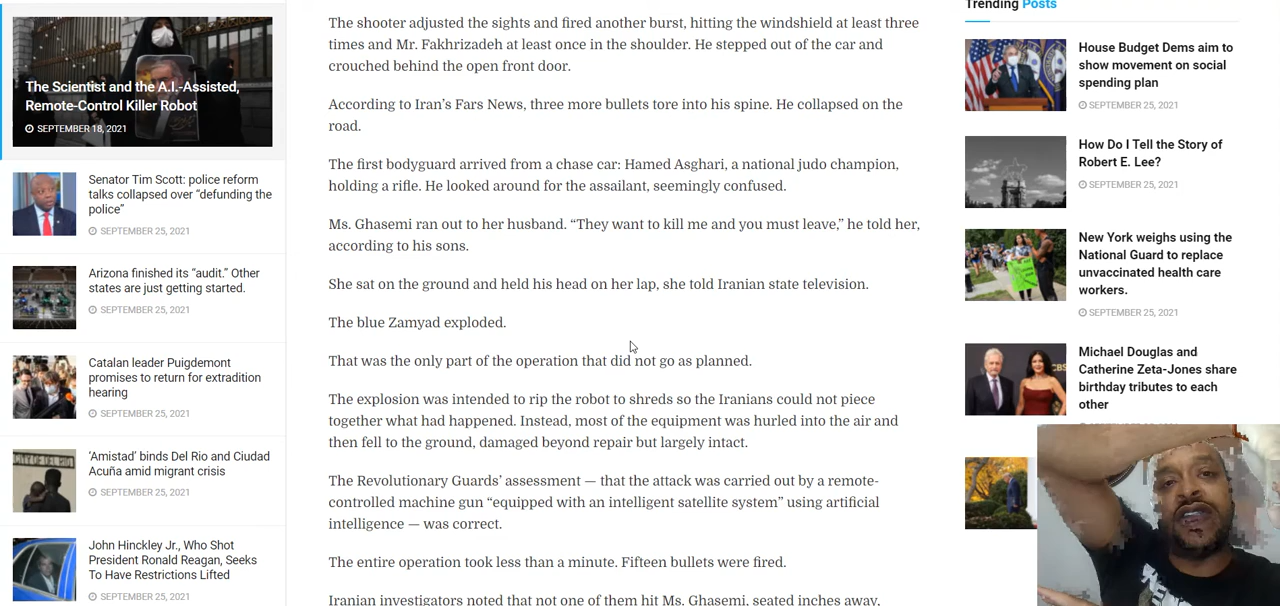 The Scientist and the A.I.-Assisted,
Remote-Control Killer Robot
SEPTEMBER 18, 2021
Senator Tim Scott: police reform
talks collapsed over “defunding the
police”
SEPTEMBER 25, 2021
Arizona finished its “audit.” Other
states are just getting started.
SEPTEMBER 25, 2021
Catalan leader Puigdemont
promises to return for extradition
hearing
SEPTEMBER 25, 2021
‘Amistad’ binds Del Rio and Ciudad
Acuña amid migrant crisis
SEPTEMBER 25, 2021
John Hinckley Jr., Who Shot
President Ronald Reagan, Seeks
To Have Restrictions Lifted
SEPTEMBER 25, 2021
The shooter adjusted the sights and fired another burst, hitting the windshield at least three
times and Mr. Fakhrizadeh at least once in the shoulder. He stepped out of the car and
crouched behind the open front door.
According to Iran’s Fars News, three more bullets tore into his spine. He collapsed on the
road.
The first bodyguard arrived from a chase car: Hamed Asghari, a national judo champion,
holding a rifle. He looked around for the assailant, seemingly confused.
Ms. Ghasemi ran out to her husband. “They want to kill me and you must leave,” he told her,
according to his sons.
She sat on the ground and held his head on her lap, she told Iranian state television.
The blue Zamyad exploded.
That was the only part of the operation that did not go as planned.
The explosion was intended to rip the robot to shreds so the Iranians could not piece
together what had happened. Instead, most of the equipment was hurled into the air and
then fell to the ground, damaged beyond repair but largely intact.
The Revolutionary Guards’ assessment — that the attack was carried out by a remote-
controlled machine gun “equipped with an intelligent satellite system” using artificial
intelligence — was correct.
The entire operation took less than a minute. Fifteen bullets were fired.
Iranian investigators noted that not one of them hit Ms. Ghasemi, seated inches away,
Trending Posts
House Budget Dems aim to
show movement on social
spending plan
SEPTEMBER 25, 2021
How Do I Tell the Story of
Robert E. Lee?
SEPTEMBER 25, 2021
New York weighs using the
National Guard to replace
unvaccinated health care
workers.
SEPTEMBER 25, 2021
Michael Douglas and
Catherine Zeta-Jones share
birthday tributes to each
other